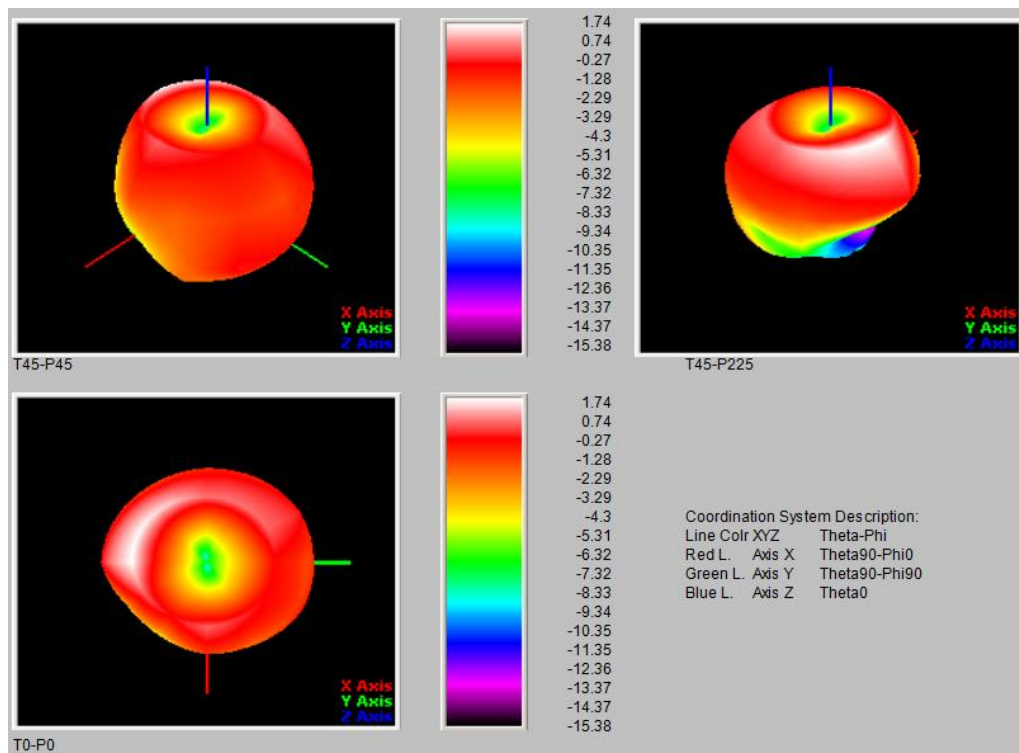 1.74
0.74
-0.27
-1.28
-2.29
-3.29
-4.3
-5.31
-6.32
-7.32
-8.33
-9.34
-10.35
-11.35
-12.36
-13.37
-14.37
-15.38
X Axis
Y Axis
Z Axis
T45-P45
X Axis
Y Axis
Z Axis
T45-P225
1.74
0.74
-0.27
-1.28
-2.29
-3.29
-4.3
-5.31
-6.32
-7.32
-8.33
-9.34
-10.35
-11.35
-12.36
-13.37
-14.37
-15.38
X Axis
Y Axis
Z Axis
T0-P0
Coordination System Description:
Line Colr XYZ Theta-Phi
Red L. Axis X Theta90-Phi0
Green L. Axis Y Theta90-Phi90
Blue L. Axis Z Theta0